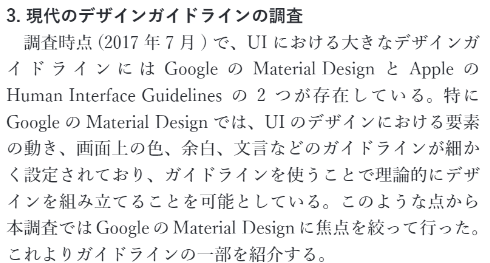 3. 現代のデザインガイドラインの調査
調査時点 (2017 年 7 月 ) で、UI における大きなデザインガ
イドラインには Google の Material Design と Apple の
Human Interface Guidelines の 2 つが存在している。特に
Google の Material Design では、UI のデザインにおける要素
の動き、画面上の色、余白、文言などのガイドラインが細か
く設定されており、ガイドラインを使うことで理論的にデザ
インを組み立てることを可能としている。このような点から
本調査では Google の Material Design に焦点を絞って行った。
これよりガイドラインの一部を紹介する。